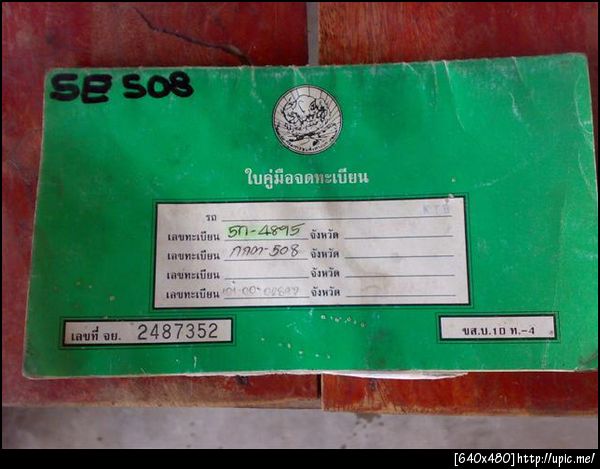 SE 508
ใบคู่มือจดทะเบียน
รถ
เลขทะเบียน 5ก-4895 จังหวัด
เลขทะเบียน 508 จังหวัด
เลขทะเบียน จังหวัด
เลขทะเบียน จังหวัด
เลขที่ จย. 2487352
ขส.บ.10 ท.-4
[640x480]http://upic.me/